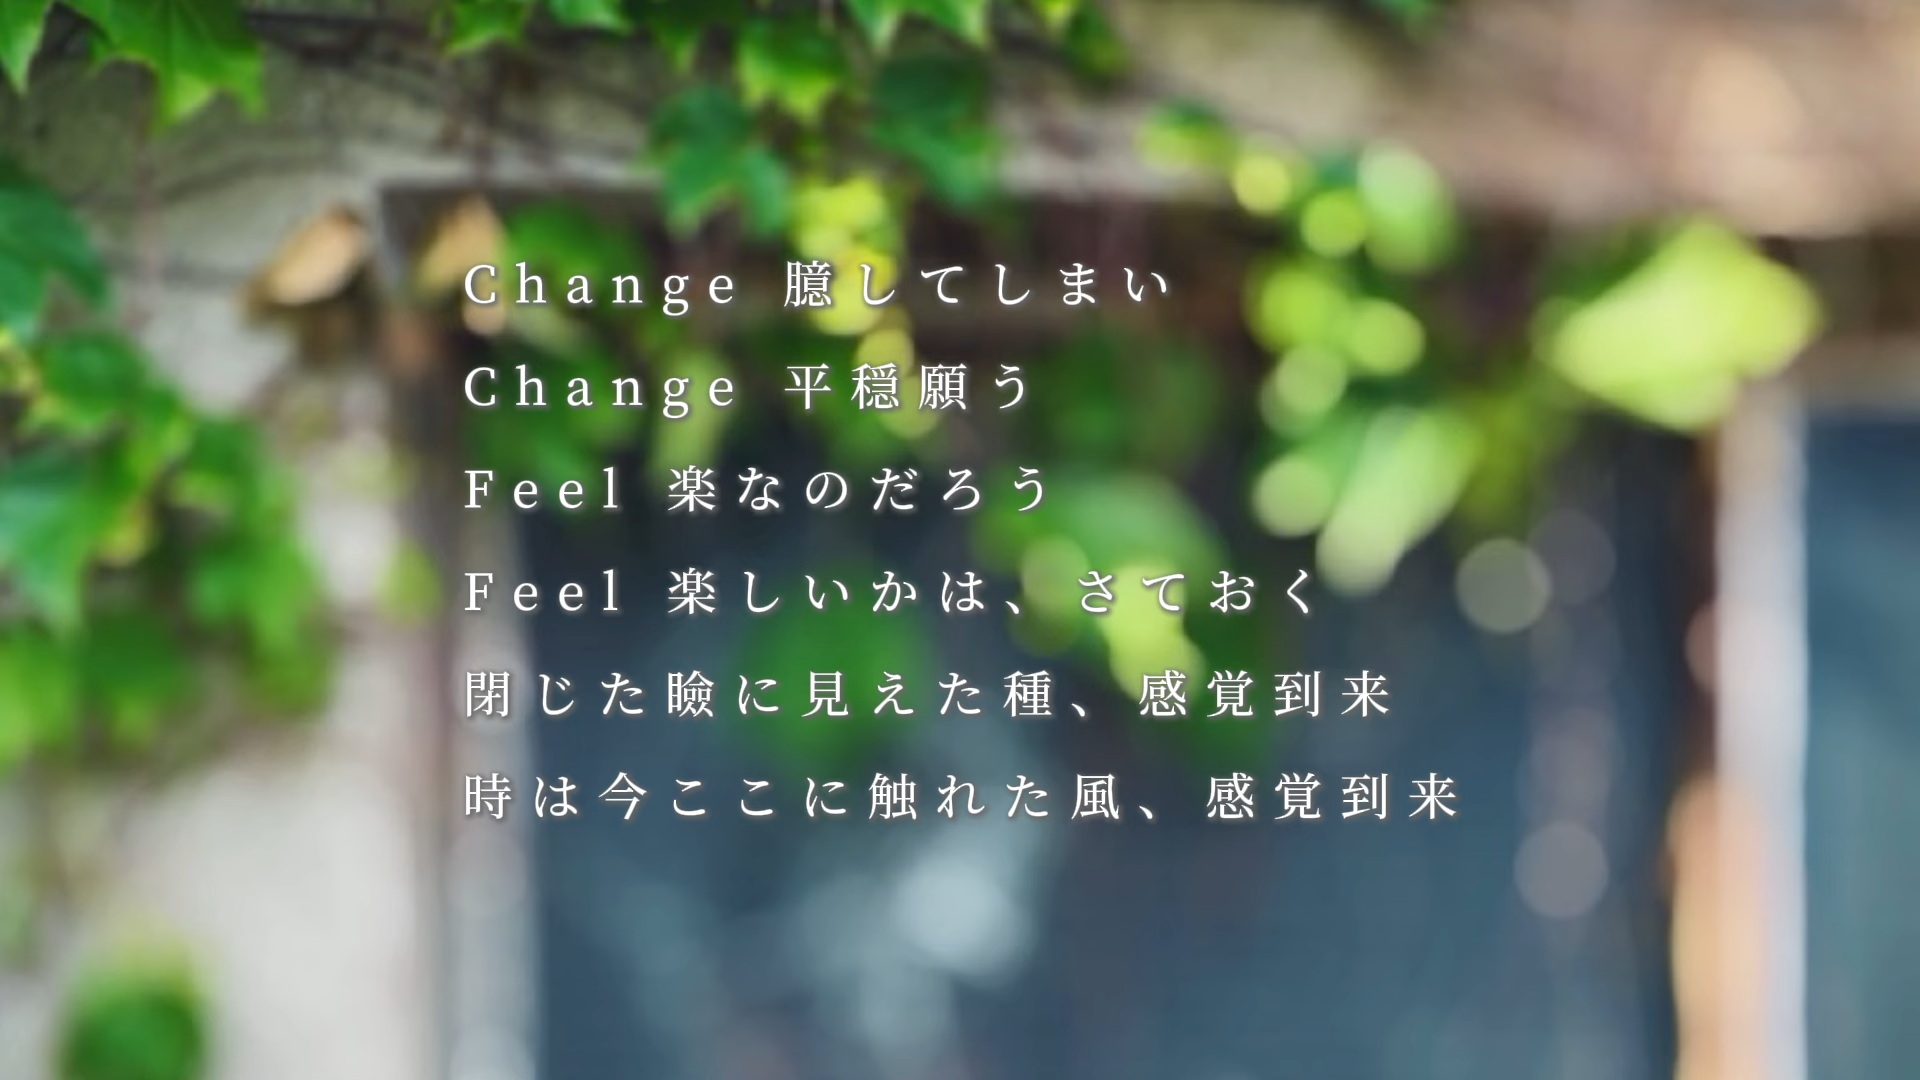 Change 臆してしまい
Change 平穏願う
Feel 楽なのだろう
Feel 楽しいかは、さておく
閉じた瞼に見えた種、感覚到来
時は今ここに触れた風、感覚到来